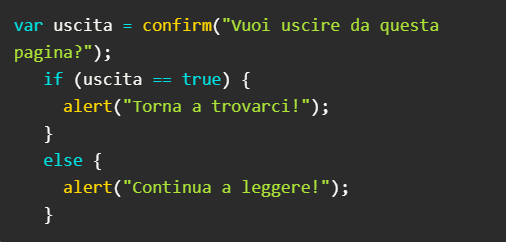 var uscita = confirm("Vuoi uscire da questa
pagina?");
   if (uscita == true) {
     alert("Torna a trovarci!");
   }
   else {
     alert("Continua a leggere!");
   }